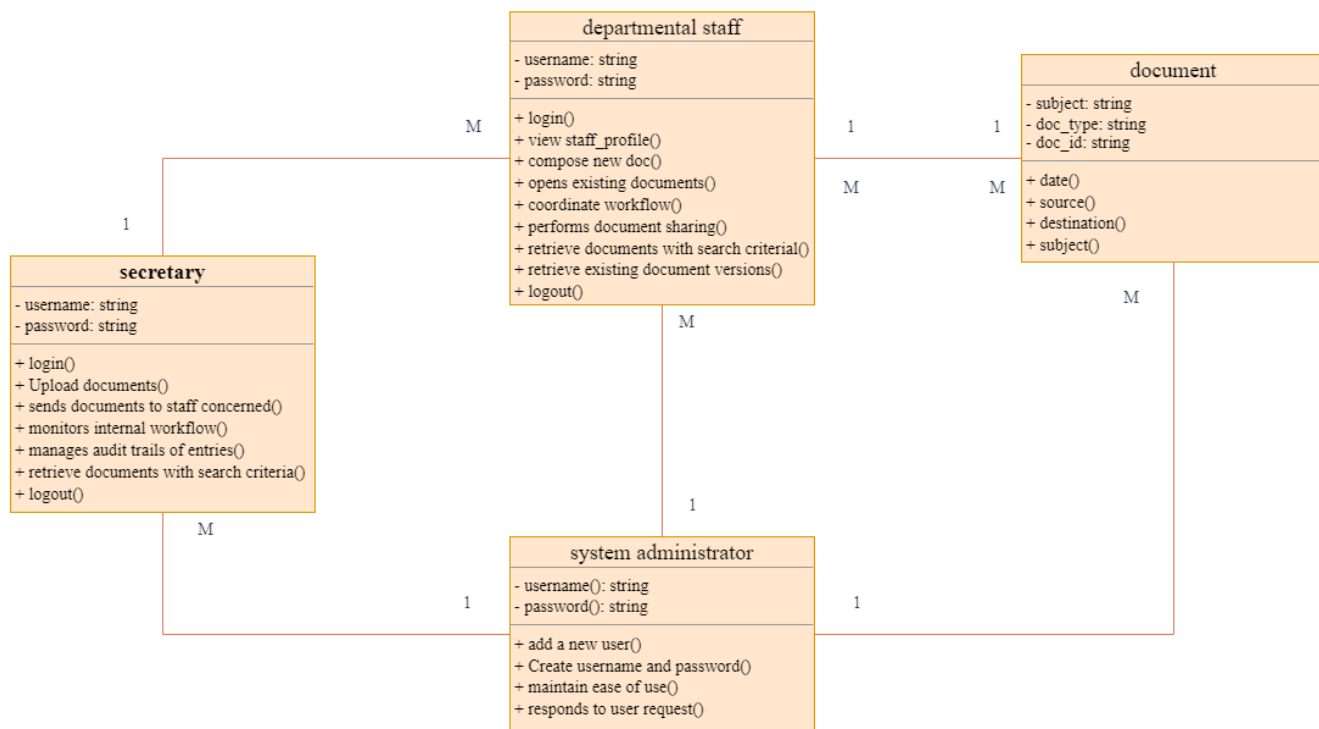 departmental staff
- username: string
- password: string
+ login()
+ view staff_profile()
+ compose new doc()
+ opens existing documents()
+ coordinate workflow()
+ performs document sharing()
+ retrieve documents with search criterial()
+ retrieve existing document versions()
+ logout()
document
- subject: string
- doc_type: string
- doc_id: string
+ date()
+ source()
+ destination()
+ subject()
M
1
1
M
M
1
M
M
secretary
- username: string
- password: string
+ login()
+ Upload documents()
+ sends documents to staff concerned()
+ monitors internal workflow()
+ manages audit trails of entries()
+ retrieve documents with search criteria()
+ logout()
M
1
1
1
system administrator
- username(): string
- password(): string
+ add a new user()
+ Create username and password()
+ maintain ease of use()
+ responds to user request()